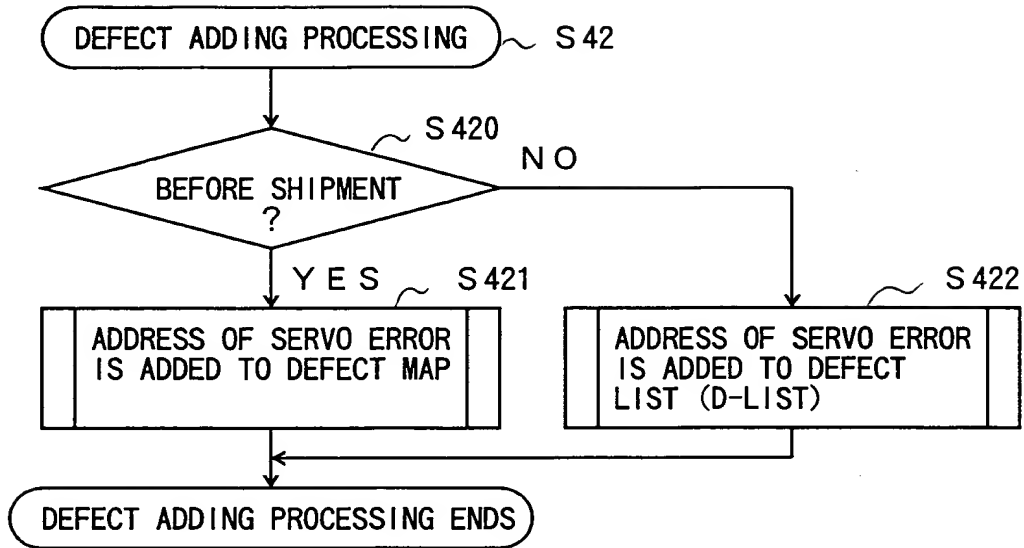 DEFECT ADDING PROCESSING
S42
S420
NO
BEFORE SHIPMENT
?
YES
S421
S422
ADDRESS OF SERVO ERROR
IS ADDED TO DEFECT MAP
ADDRESS OF SERVO ERROR
IS ADDED TO DEFECT
LIST (D-LIST)
DEFECT ADDING PROCESSING ENDS